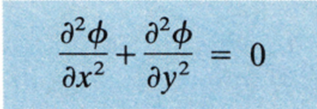 ∂²ϕ/∂x² + ∂²ϕ/∂y² = 0